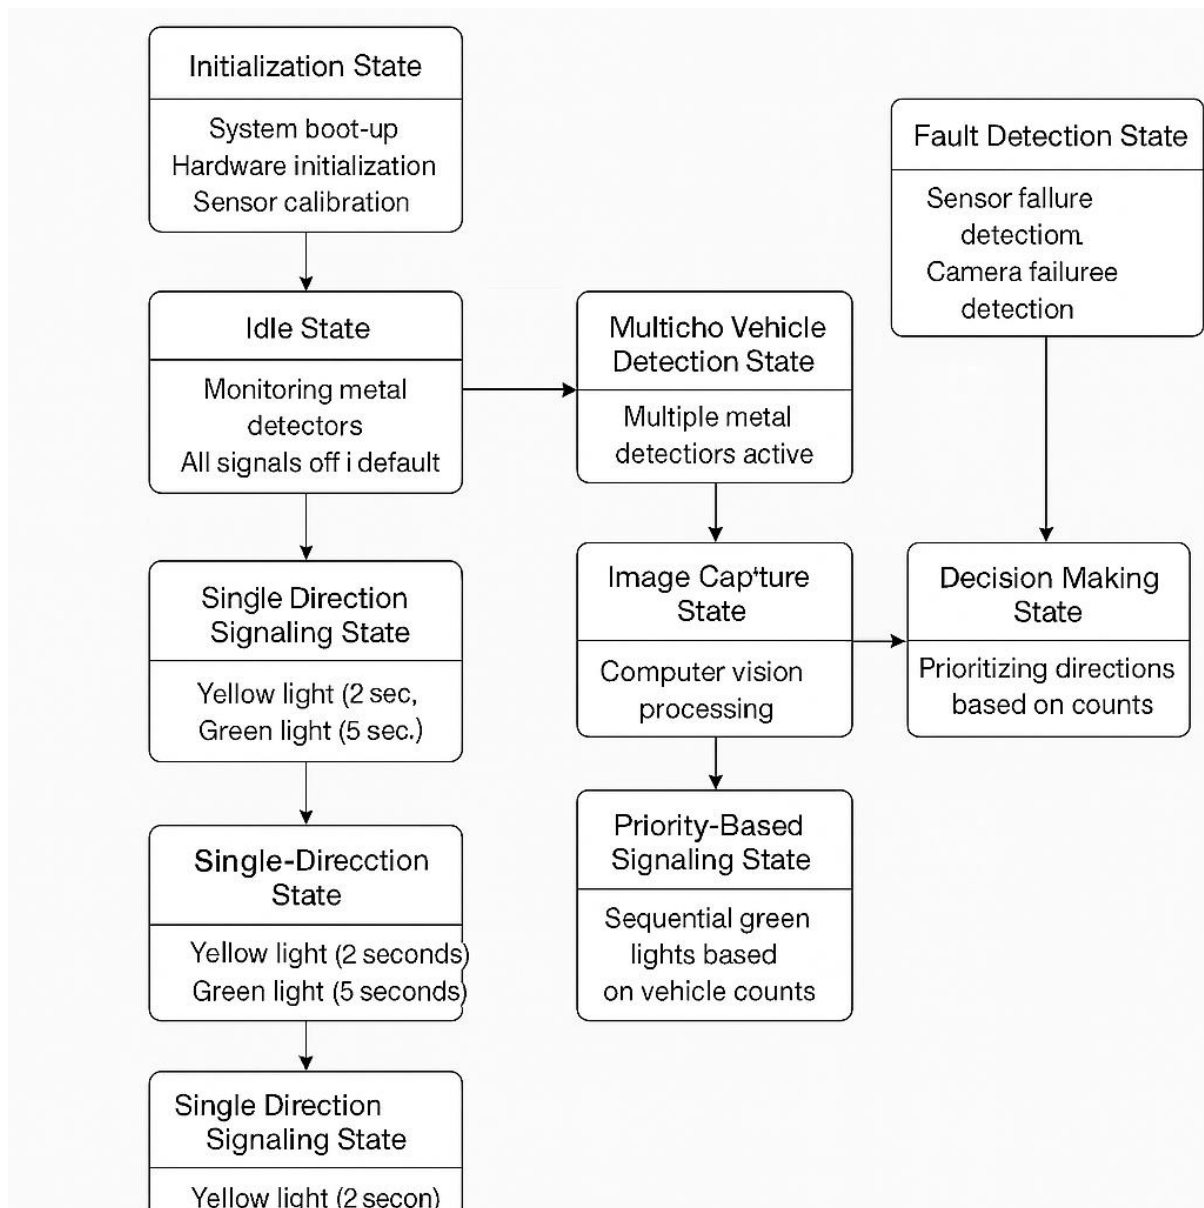 Initialization State
System boot-up
Hardware initialization
Sensor calibration
Idle State
Monitoring metal
detectors
All signals off i default
Single Direction
Signaling State
Yellow light (2 sec,
Green light (5 sec.)
Single-Direcction
State
Yellow light (2 seconds)
Green light (5 seconds)
Single Direction
Signaling State
Yellow light (2 secon)
Multicho Vehicle
Detection State
Multiple metal
detectiors active
Image Cap'ture
State
Computer vision
processing
Priority-Based
Signaling State
Sequential green
lights based
on vehicle counts
Fault Detection State
Sensor fallure
detectiom.
Camera failuree
detection
Decision Making
State
Prioritizing directions
based on counts